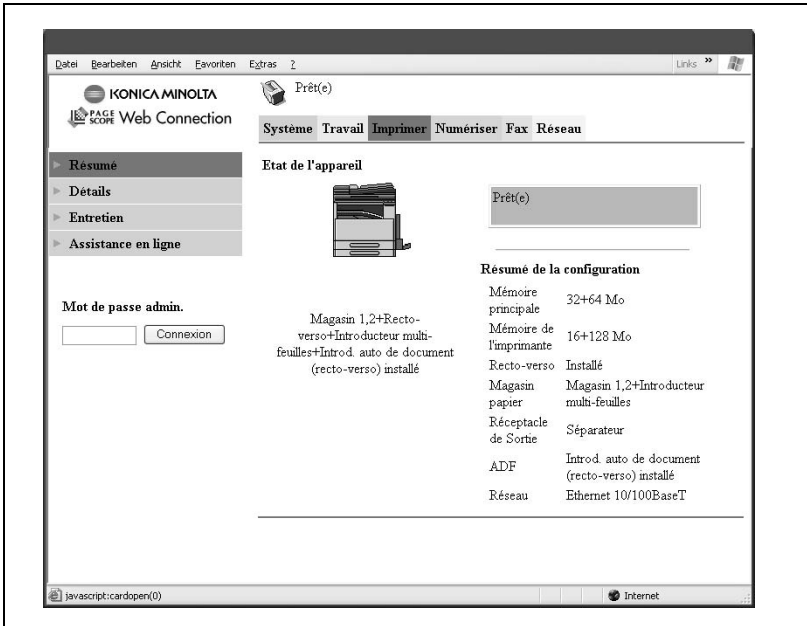 Datei Bearbeiten Ansicht Favoriten Extras ? Links »
KONICA MINOLTA
PAGE SCOPE Web Connection
Prêt(e)
Système Travail Imprimer Numériser Fax Réseau
Résumé
Détails
Entretien
Assistance en ligne
Mot de passe admin.
Connexion
Etat de l'appareil
Magasin 1,2+Recto-
verso+Introducteur multi-
feuilles+Introd. auto de document
(recto-verso) installé
Prêt(e)
Résumé de la configuration
Mémoire
principale 32+64 Mo
Mémoire de
l'imprimante 16+128 Mo
Recto-verso Installé
Magasin Magasin 1,2+Introducteur
papier multi-feuilles
Réceptacle
de Sortie Séparateur
ADF Introd. auto de document
(recto-verso) installé
Réseau Ethernet 10/100BaseT
javascript:cardopen(0) Internet